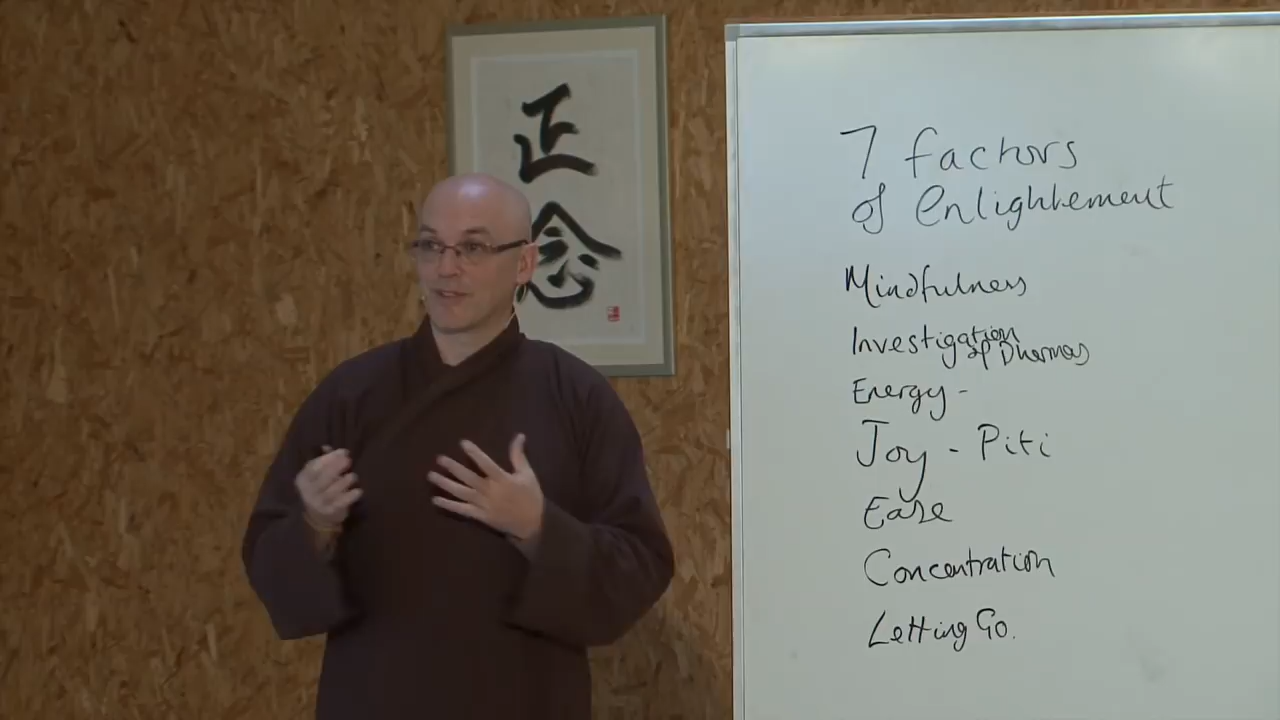 正
念
7 factors
of Enlightement
Mindfulness
Investigation
of Dharmas
Energy -
Joy - Piti
Ease
Concentration
Letting Go.